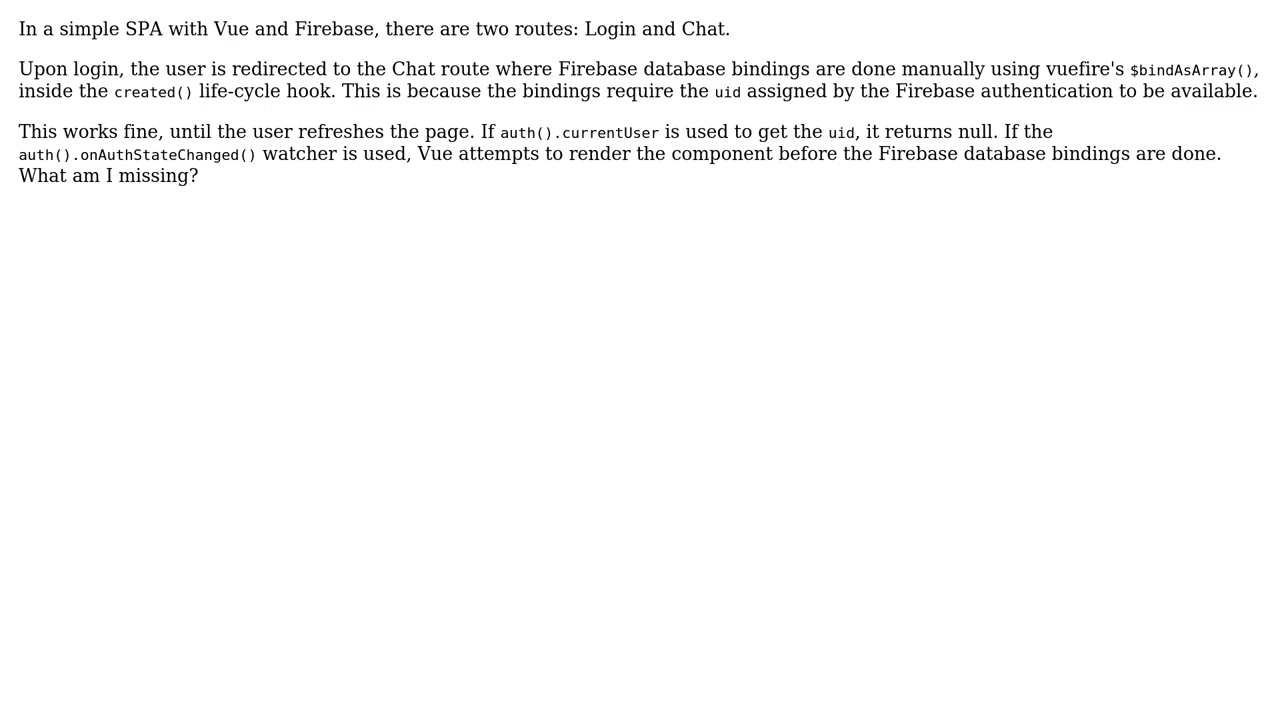 In a simple SPA with Vue and Firebase, there are two routes: Login and Chat.
Upon login, the user is redirected to the Chat route where Firebase database bindings are done manually using vuefire's $bindAsArray(),
inside the created() life-cycle hook. This is because the bindings require the uid assigned by the Firebase authentication to be available.
This works fine, until the user refreshes the page. If auth().currentUser is used to get the uid, it returns null. If the
auth().onAuthStateChanged() watcher is used, Vue attempts to render the component before the Firebase database bindings are done.
What am I missing?